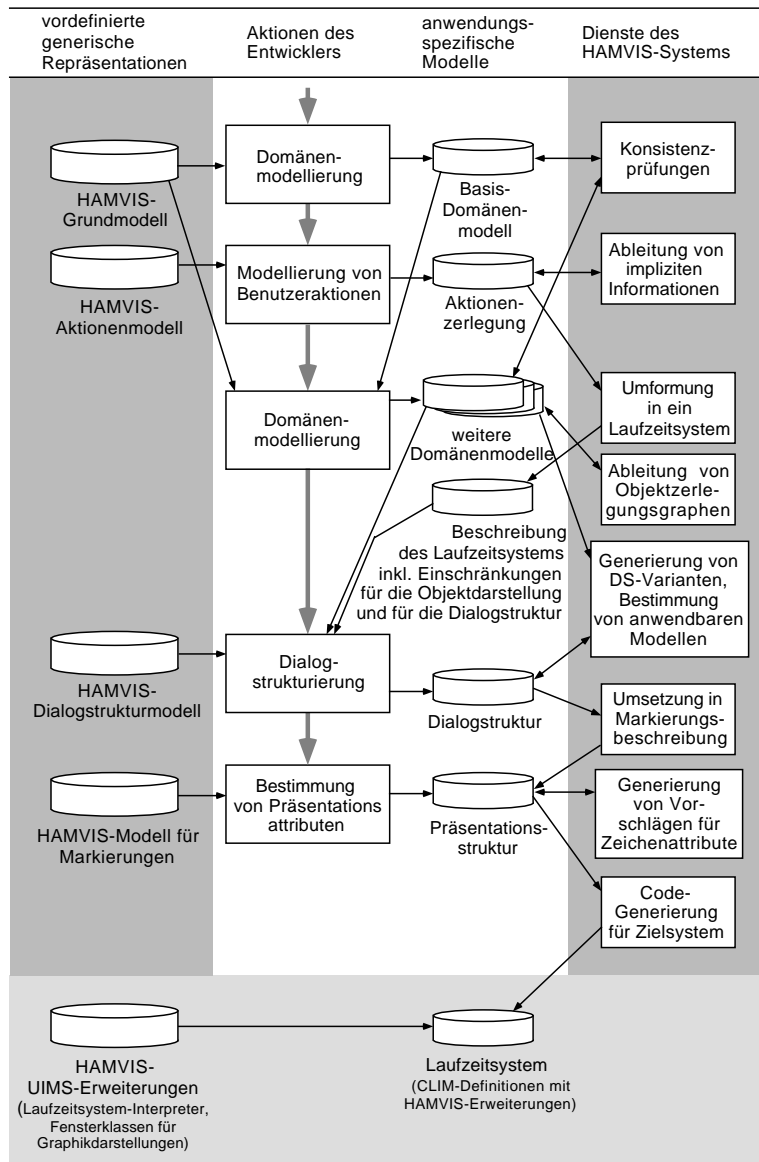 vordefinierte
generische
Repräsentationen
Aktionen des
Entwicklers
anwendungs-
spezifische
Modelle
Dienste des
HAMVIS-Systems
HAMVIS-
Grundmodell
Domänen-
modellierung
Basis-
Domänen-
modell
Konsistenz-
prüfungen
HAMVIS-
Aktionenmodell
Modellierung von
Benutzeraktionen
Aktionen-
zerlegung
Ableitung von
impliziten
Informationen
Domänen-
modellierung
weitere
Domänenmodelle
Umformung
in ein
Laufzeitsystem
Ableitung von
Objektzerle-
gungsgraphen
Beschreibung
des Laufzeitsystems
inkl. Einschränkungen
für die Objektdarstellung
und für die Dialogstruktur
Generierung von
DS-Varianten,
Bestimmung
von anwendbaren
Modellen
HAMVIS-
Dialogstrukturmodell
Dialog-
strukturierung
Dialogstruktur
Umsetzung in
Markierungs-
beschreibung
HAMVIS-Modell für
Markierungen
Bestimmung
von Präsentations
attributen
Präsentations-
struktur
Generierung
von Vor-
schlägen für
Zeichenattribute
Code-
Generierung
für Zielsystem
HAMVIS-
UIMS-Erweiterungen
(Laufzeitsystem-Interpreter,
Fensterklassen für
Graphikdarstellungen)
Laufzeitsystem
(CLIM-Definitionen mit
HAMVIS-Erweiterungen)